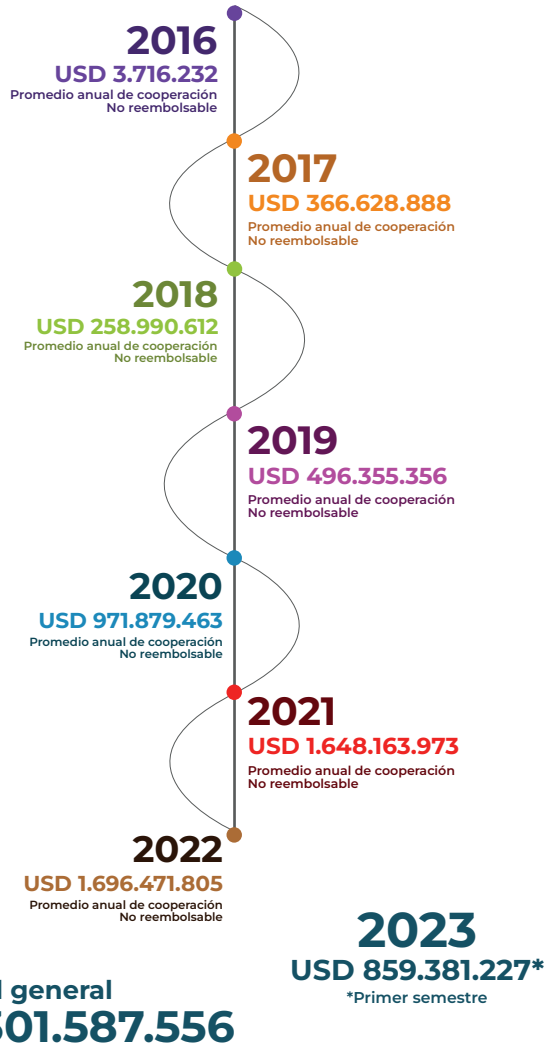 2016
USD 3.716.232
Promedio anual de cooperación
No reembolsable
2017
USD 366.628.888
Promedio anual de cooperación
No reembolsable
2018
USD 258.990.612
Promedio anual de cooperación
No reembolsable
2019
USD 496.355.356
Promedio anual de cooperación
No reembolsable
2020
USD 971.879.463
Promedio anual de cooperación
No reembolsable
2021
USD 1.648.163.973
Promedio anual de cooperación
No reembolsable
2022
USD 1.696.471.805
Promedio anual de cooperación
No reembolsable
2023
USD 859.381.227*
*Primer semestre
l general
301.587.556